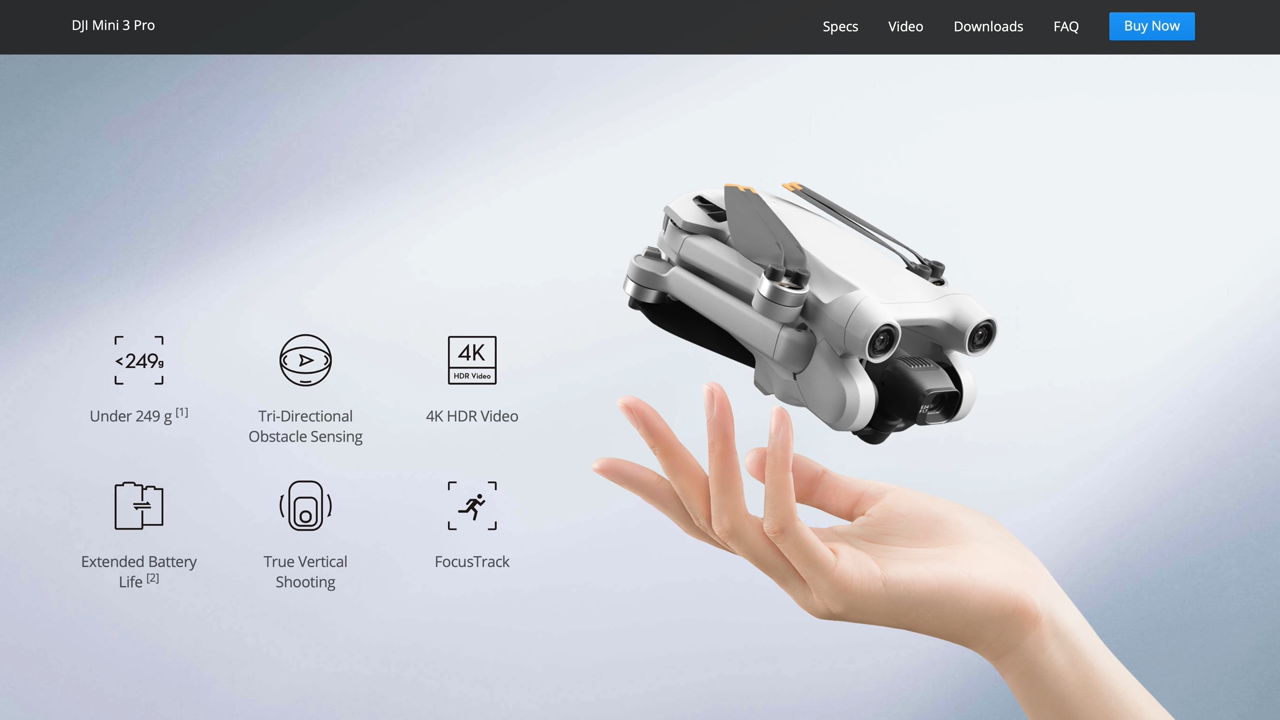 DJI Mini 3 Pro
Specs
Video
Downloads
FAQ
Buy Now
<249g
Under 249 g [1]
Tri-Directional
Obstacle Sensing
4K
HDR Video
4K HDR Video
Extended Battery
Life [2]
True Vertical
Shooting
FocusTrack